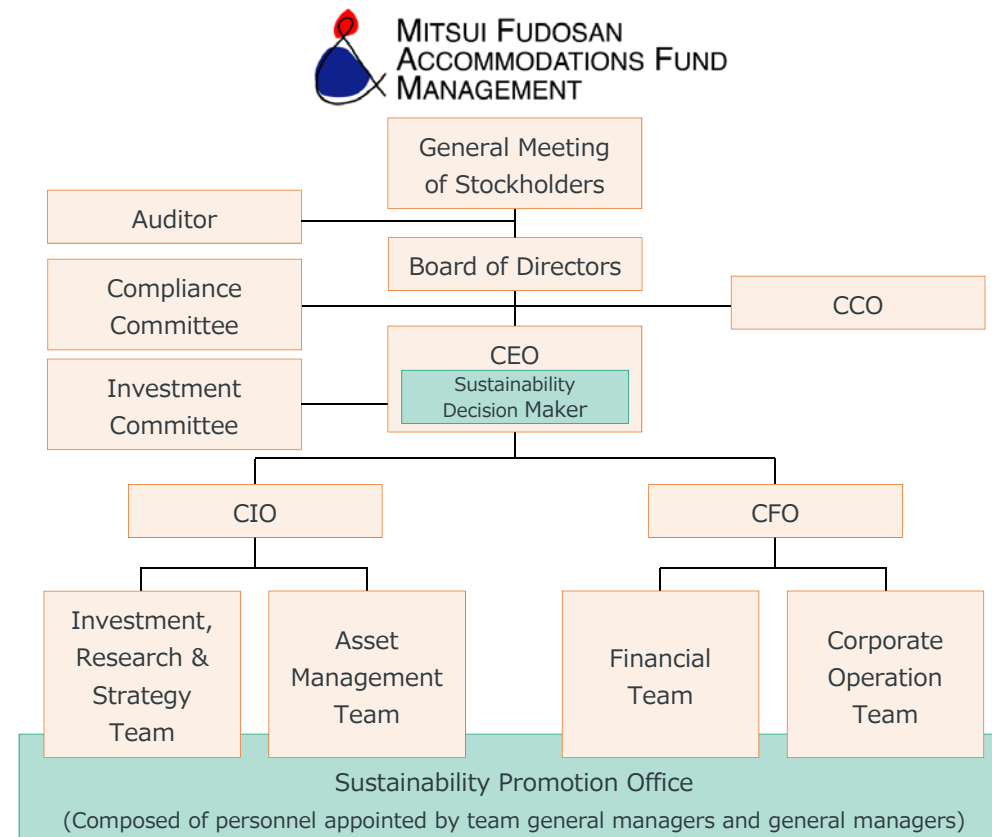 MITSUI FUDOSAN
ACCOMMODATIONS FUND
MANAGEMENT
General Meeting
of Stockholders
Auditor
Board of Directors
Compliance
Committee
CCO
CEO
Sustainability
Decision Maker
Investment
Committee
CIO
CFO
Investment,
Research &
Strategy
Team
Asset
Management
Team
Financial
Team
Corporate
Operation
Team
Sustainability Promotion Office
(Composed of personnel appointed by team general managers and general managers)